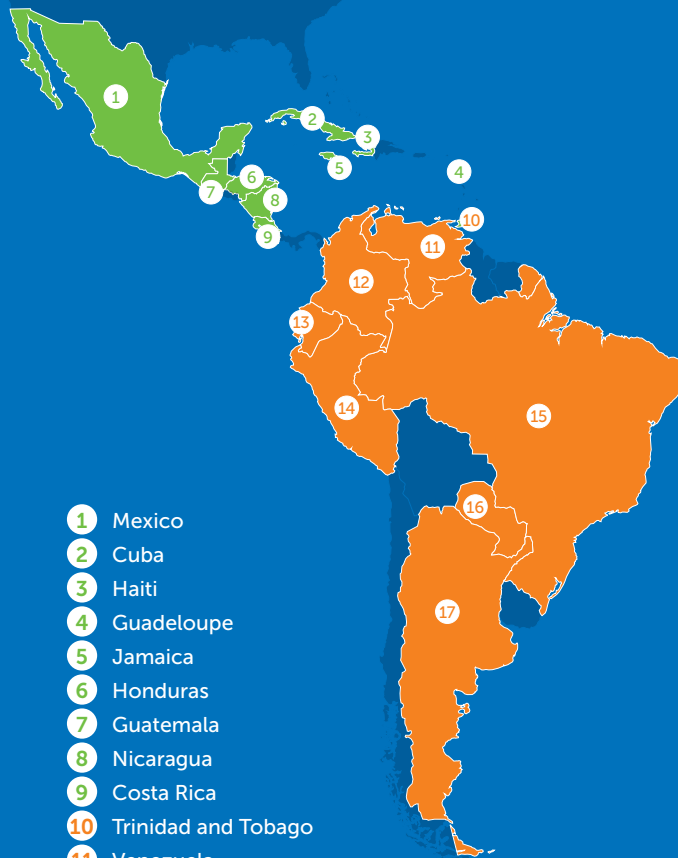 1
2
3
4
5
6
7
8
9
10
11
12
13
14
15
16
17
1 Mexico
2 Cuba
3 Haiti
4 Guadeloupe
5 Jamaica
6 Honduras
7 Guatemala
8 Nicaragua
9 Costa Rica
10 Trinidad and Tobago
11 Venezuela